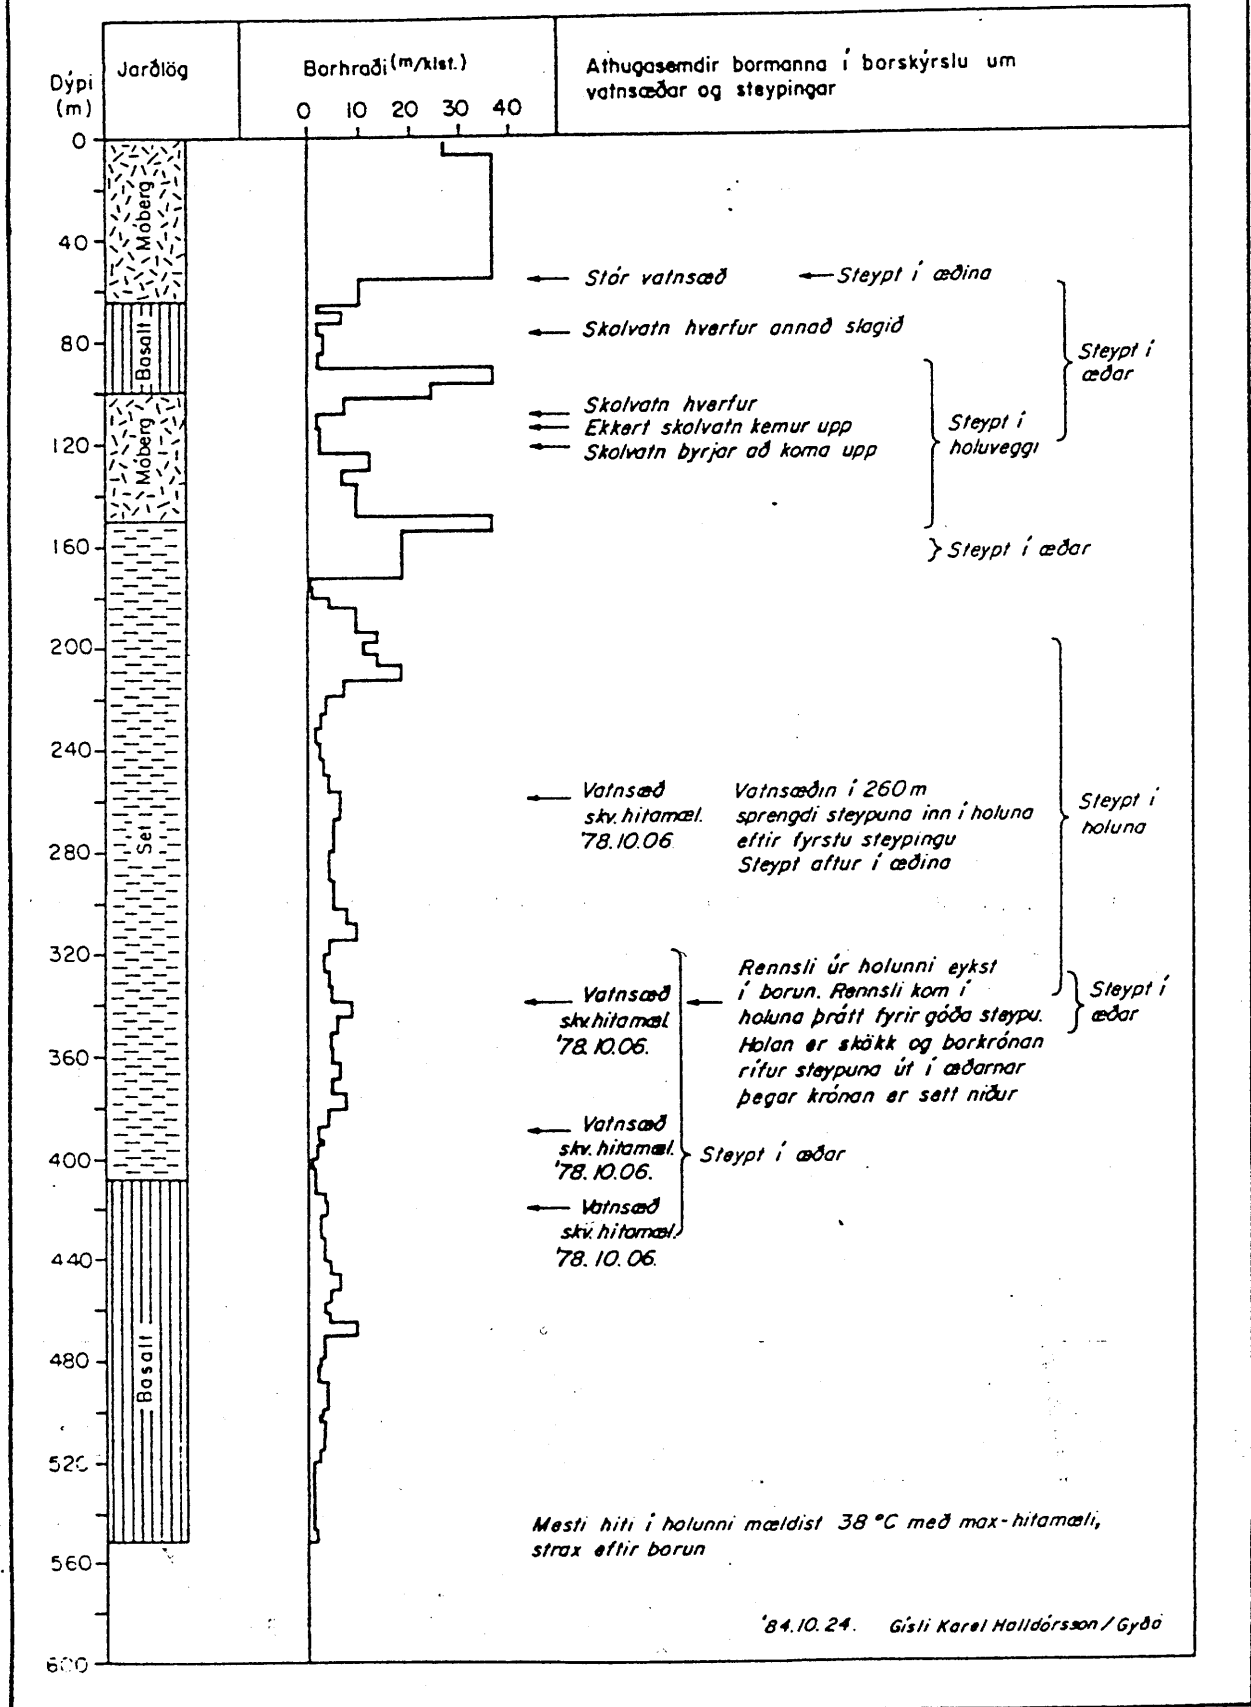 Dýpi
(m)
Jarðlög
Borhraði (m/klst.)
0 10 20 30 40
Athugasemdir bormanna í borskýrslu um
vatnsæðar og steypingar
0
40
80
120
160
200
240
280
320
360
400
440
480
520
560
600
Móberg
Basalt
Móberg
Set
Basalt
Stór vatnsæð
Steypt í æðina
Skolvatn hverfur annað slagið
Steypt í
æðar
Skolvatn hverfur
Ekkert skolvatn kemur upp
Skolvatn byrjar að koma upp
Steypt í
holuveggi
Steypt í æðar
Vatnsæð
skv. hitamæl.
'78.10.06
Vatnsæðin í 260 m
sprengdi steypuna inn í holuna
eftir fyrstu steypingu
Steypt aftur í æðina
Steypt í
holuna
Vatnsæð
skv. hitamæl.
'78.10.06.
Rennsli úr holunni eykst
í borun. Rennsli kom í
holuna þrátt fyrir góða steypu.
Holan er skökk og borkrónan
rífur steypuna út í æðarnar
þegar krónan er sett niður
Steypt í
æðar
Vatnsæð
skv. hitamæl.
'78.10.06.
Steypt í æðar
Vatnsæð
skv. hitamæl.
'78.10.06.
Mesti hiti í holunni mældist 38 °C með max-hitamæli,
strax eftir borun
'84.10.24. Gísli Karel Halldórsson / Gyða